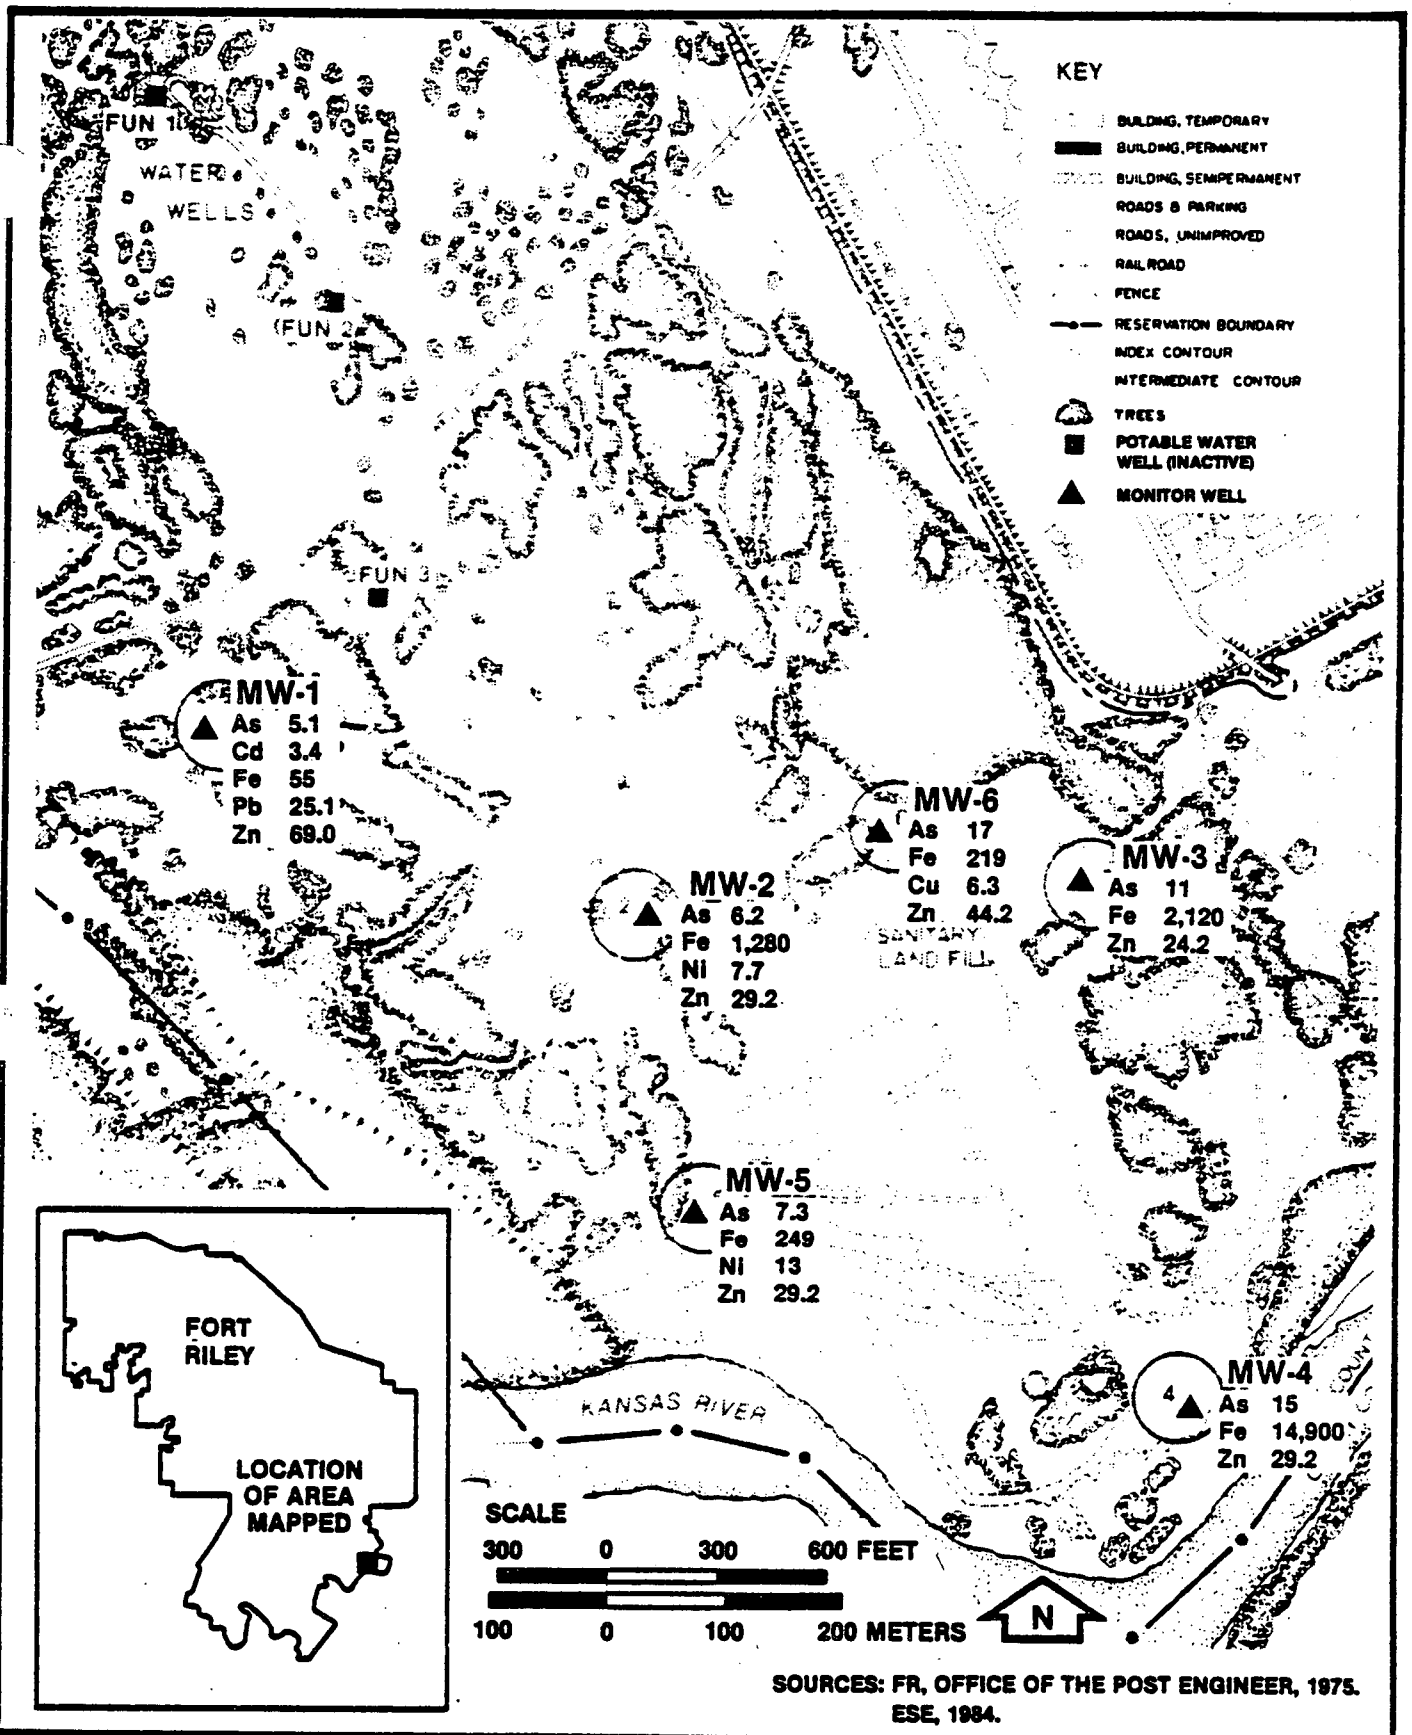 KEY
BUILDING, TEMPORARY
BUILDING, PERMANENT
BUILDING, SEMIPERMANENT
ROADS & PARKING
ROADS, UNIMPROVED
RAILROAD
FENCE
RESERVATION BOUNDARY
INDEX CONTOUR
INTERMEDIATE CONTOUR
TREES
POTABLE WATER
WELL (INACTIVE)
MONITOR WELL
FUN 1
WATER
WELLS
(FUN 2
FUN 3
MW-1
As 5.1
Cd 3.4
Fe 55
Pb 25.1
Zn 69.0
MW-6
As 17
Fe 219
Cu 6.3
Zn 44.2
MW-3
As 11
Fe 2,120
Zn 24.2
MW-2
As 6.2
Fe 1,280
Ni 7.7
Zn 29.2
SANITARY
LAND FILL
MW-5
As 7.3
Fe 249
Ni 13
Zn 29.2
MW-4
4
As 15
Fe 14,900
Zn 29.2
KANSAS RIVER
FORT
RILEY
LOCATION
OF AREA
MAPPED
SCALE
300 0 300 600 FEET
100 0 100 200 METERS
N
SOURCES: FR, OFFICE OF THE POST ENGINEER, 1975.
ESE, 1984.